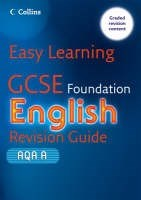 Collins
Graded
revision
content
Easy Learning
GCSE Foundation
English
Revision Guide
AQA A